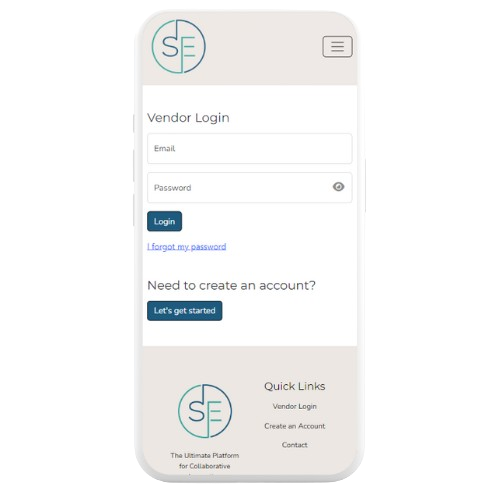 SE
Vendor Login
Email
Password
Login
I forgot my password
Need to create an account?
Let's get started
SE
Quick Links
Vendor Login
Create an Account
Contact
The Ultimate Platform
for Collaborative